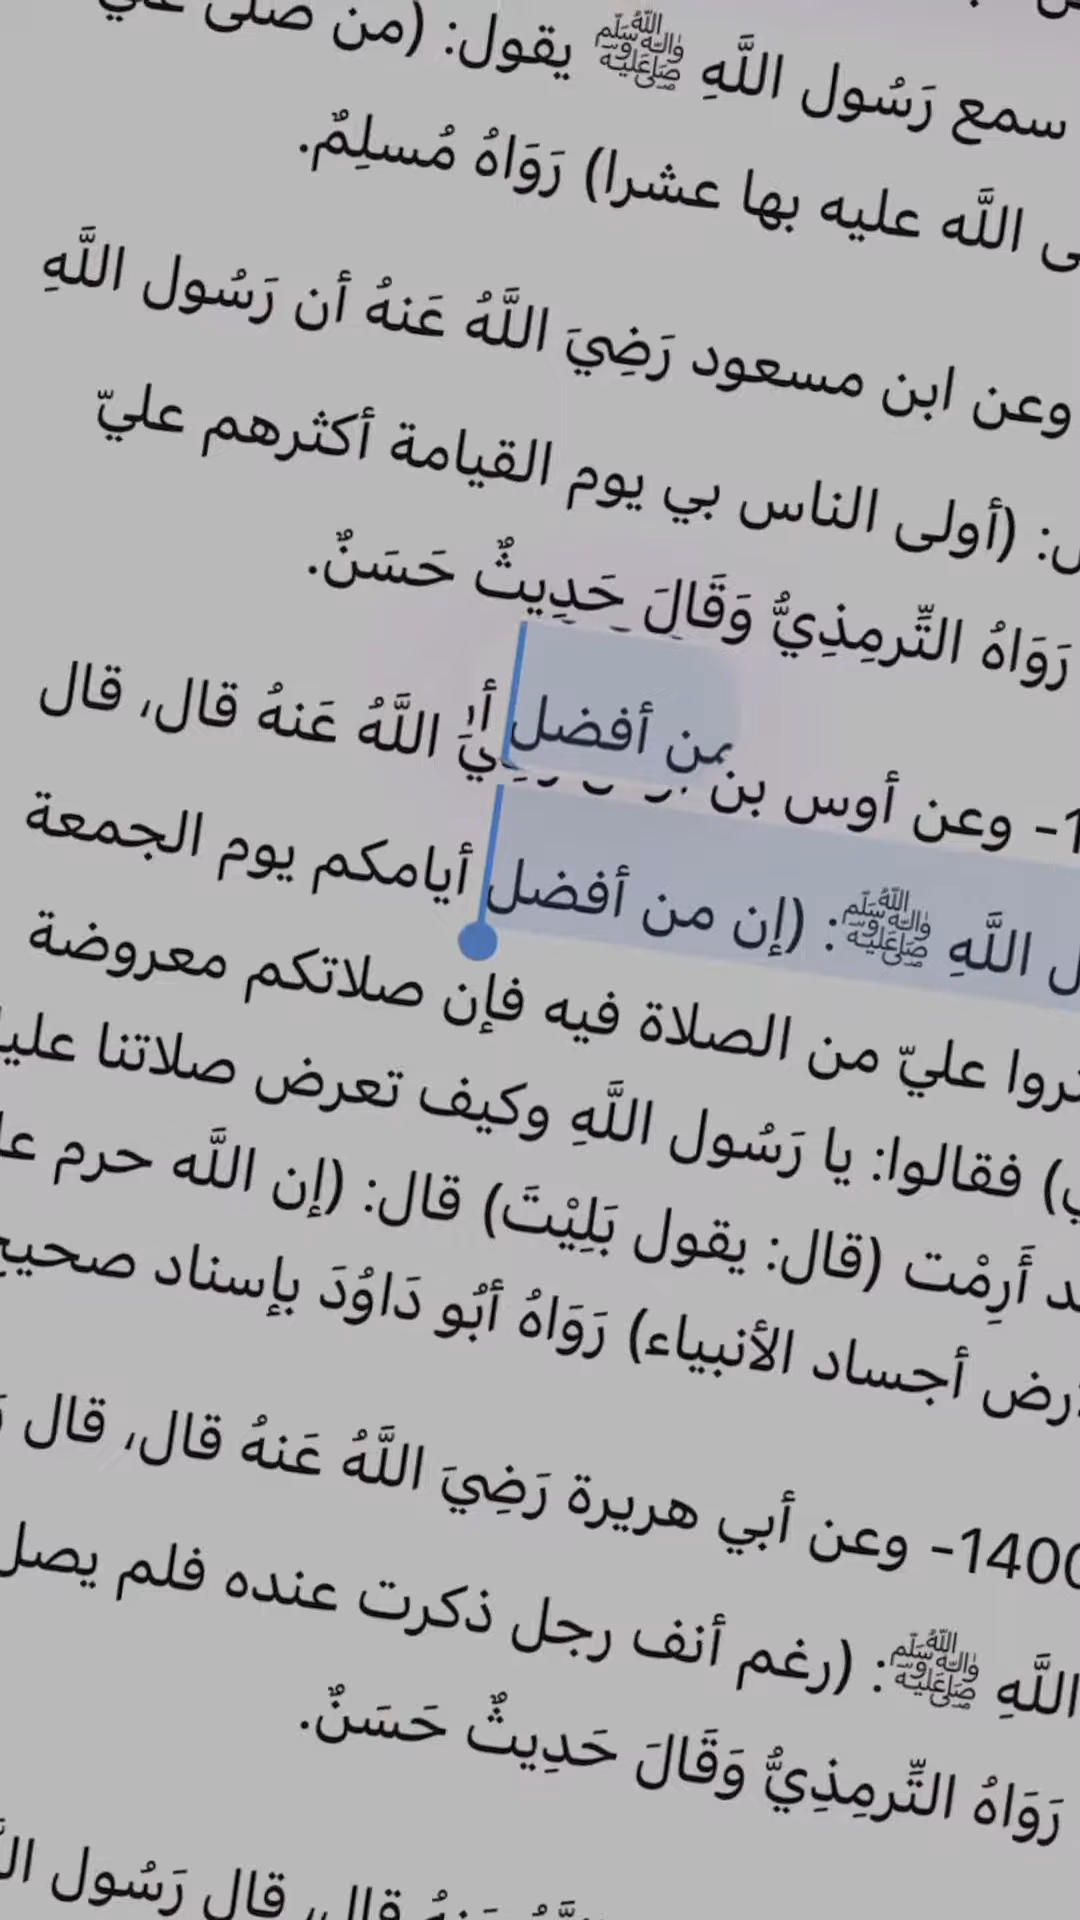 سمع رَسُول اللَّهِ ﷺ يقول: (من صلى علي
اللَّه عليه بها عشرا) رَوَاهُ مُسلِمٌ.
وعن ابن مسعود رَضِيَ اللَّهُ عَنهُ أن رَسُول اللَّهِ
(أولى الناس بي يوم القيامة أكثرهم عليّ
رَوَاهُ التِّرمِذِيُّ وَقَالَ حَدِيثٌ حَسَنٌ.
من أفضل
وعن أوس بن اللَّهُ عَنهُ قال، قال
اللَّهِ ﷺ: (إن من أفضل أيامكم يوم الجمعة
عليّ من الصلاة فيه فإن صلاتكم معروضة
فقالوا: يا رَسُول اللَّهِ وكيف تعرض صلاتنا
أَرِمْت (قال: يقول بَلِيْتَ) قال: (إن اللَّه حرم
أجساد الأنبياء) رَوَاهُ أبُو دَاوُدَ بإسناد
1400- وعن أبي هريرة رَضِيَ اللَّهُ عَنهُ قال، قال
اللَّهِ ﷺ: (رغم أنف رجل ذكرت عنده فلم يصل
رَوَاهُ التِّرمِذِيُّ وَقَالَ حَدِيثٌ حَسَنٌ.
قال، قال رَسُول